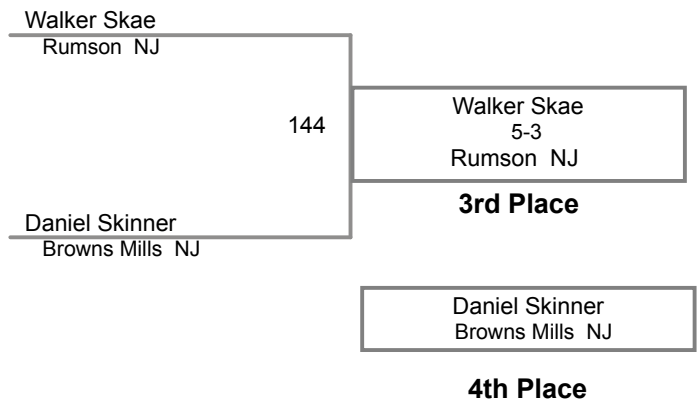 Walker Skae
Rumson NJ
144
Walker Skae
5-3
Rumson NJ
3rd Place
Daniel Skinner
Browns Mills NJ
Daniel Skinner
Browns Mills NJ
4th Place